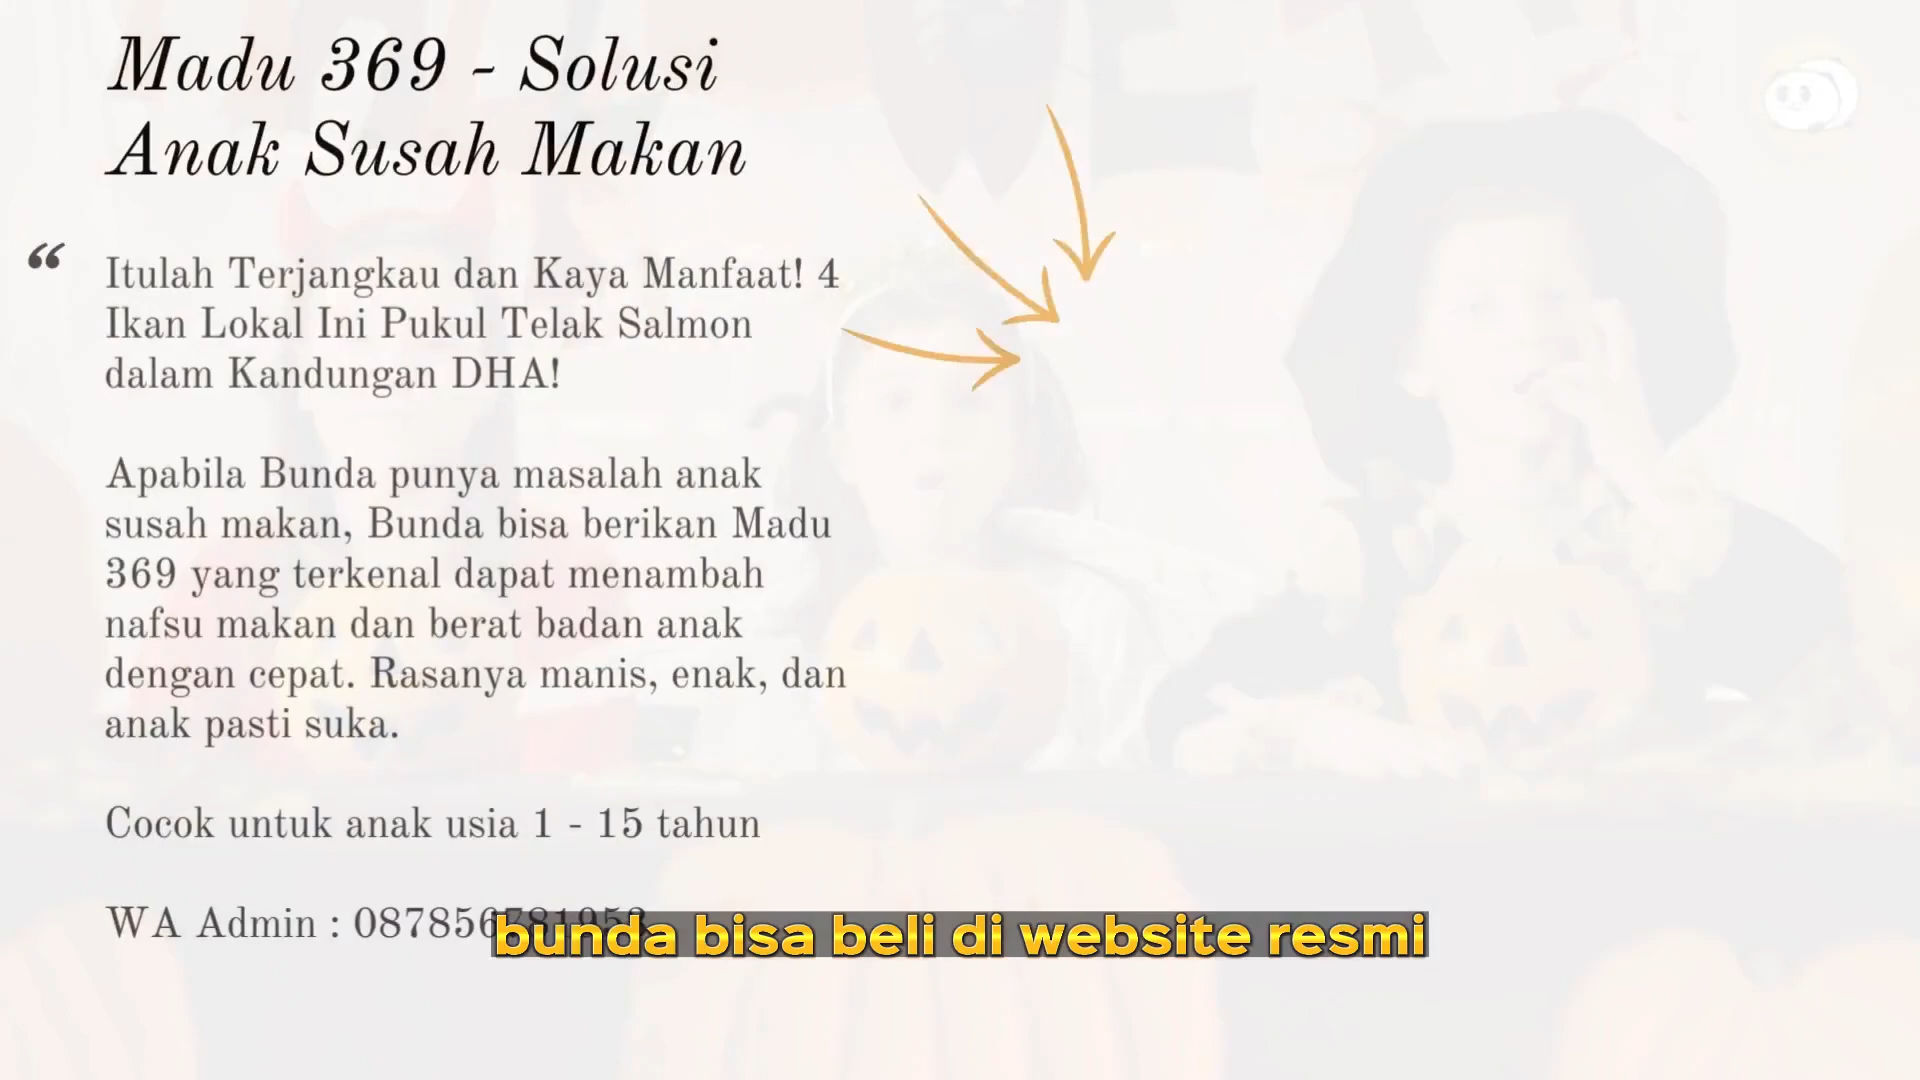 Madu 369 - Solusi
Anak Susah Makan
“
Itulah Terjangkau dan Kaya Manfaat! 4
Ikan Lokal Ini Pukul Telak Salmon
dalam Kandungan DHA!
Apabila Bunda punya masalah anak
susah makan, Bunda bisa berikan Madu
369 yang terkenal dapat menambah
nafsu makan dan berat badan anak
dengan cepat. Rasanya manis, enak, dan
anak pasti suka.
Cocok untuk anak usia 1 - 15 tahun
WA Admin :
bunda bisa beli di website resmi